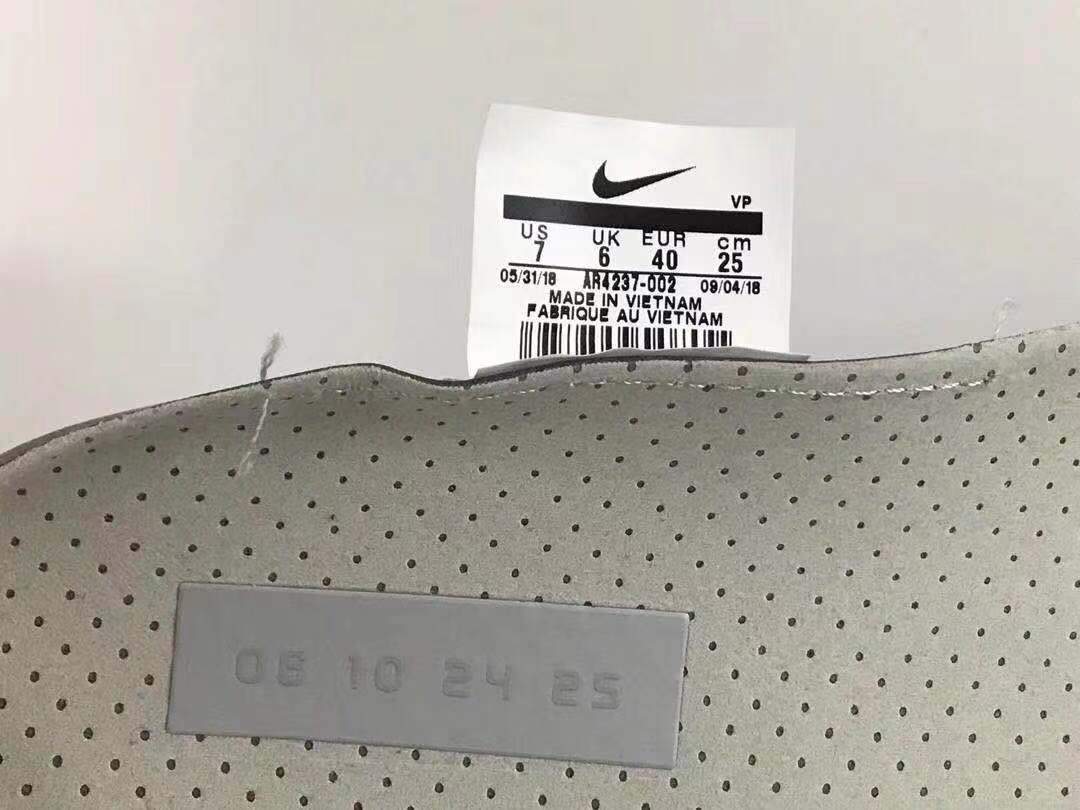 VP
US UK EUR cm
7 6 40 25
05/31/18 AR4237-002 09/04/18
MADE IN VIETNAM
FABRIQUE AU VIETNAM
08 10 24 25